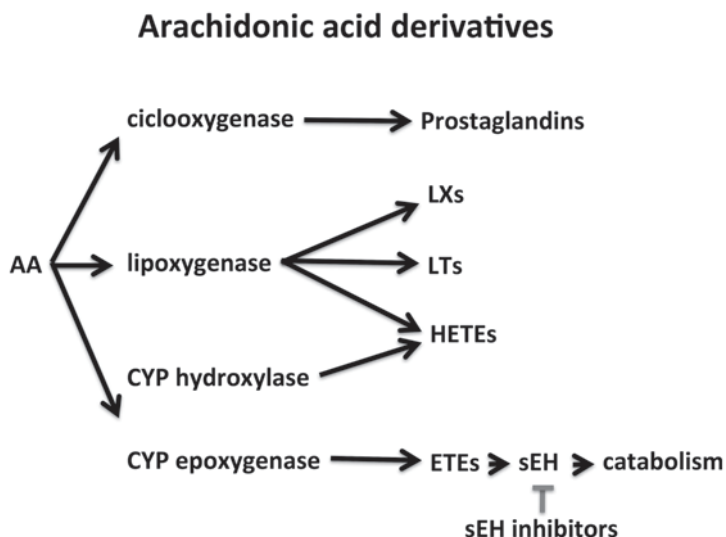 Arachidonic acid derivatives
ciclooxygenase
Prostaglandins
LXs
AA
lipoxygenase
LTs
HETEs
CYP hydroxylase
CYP epoxygenase
ETEs
sEH
catabolism
sEH inhibitors